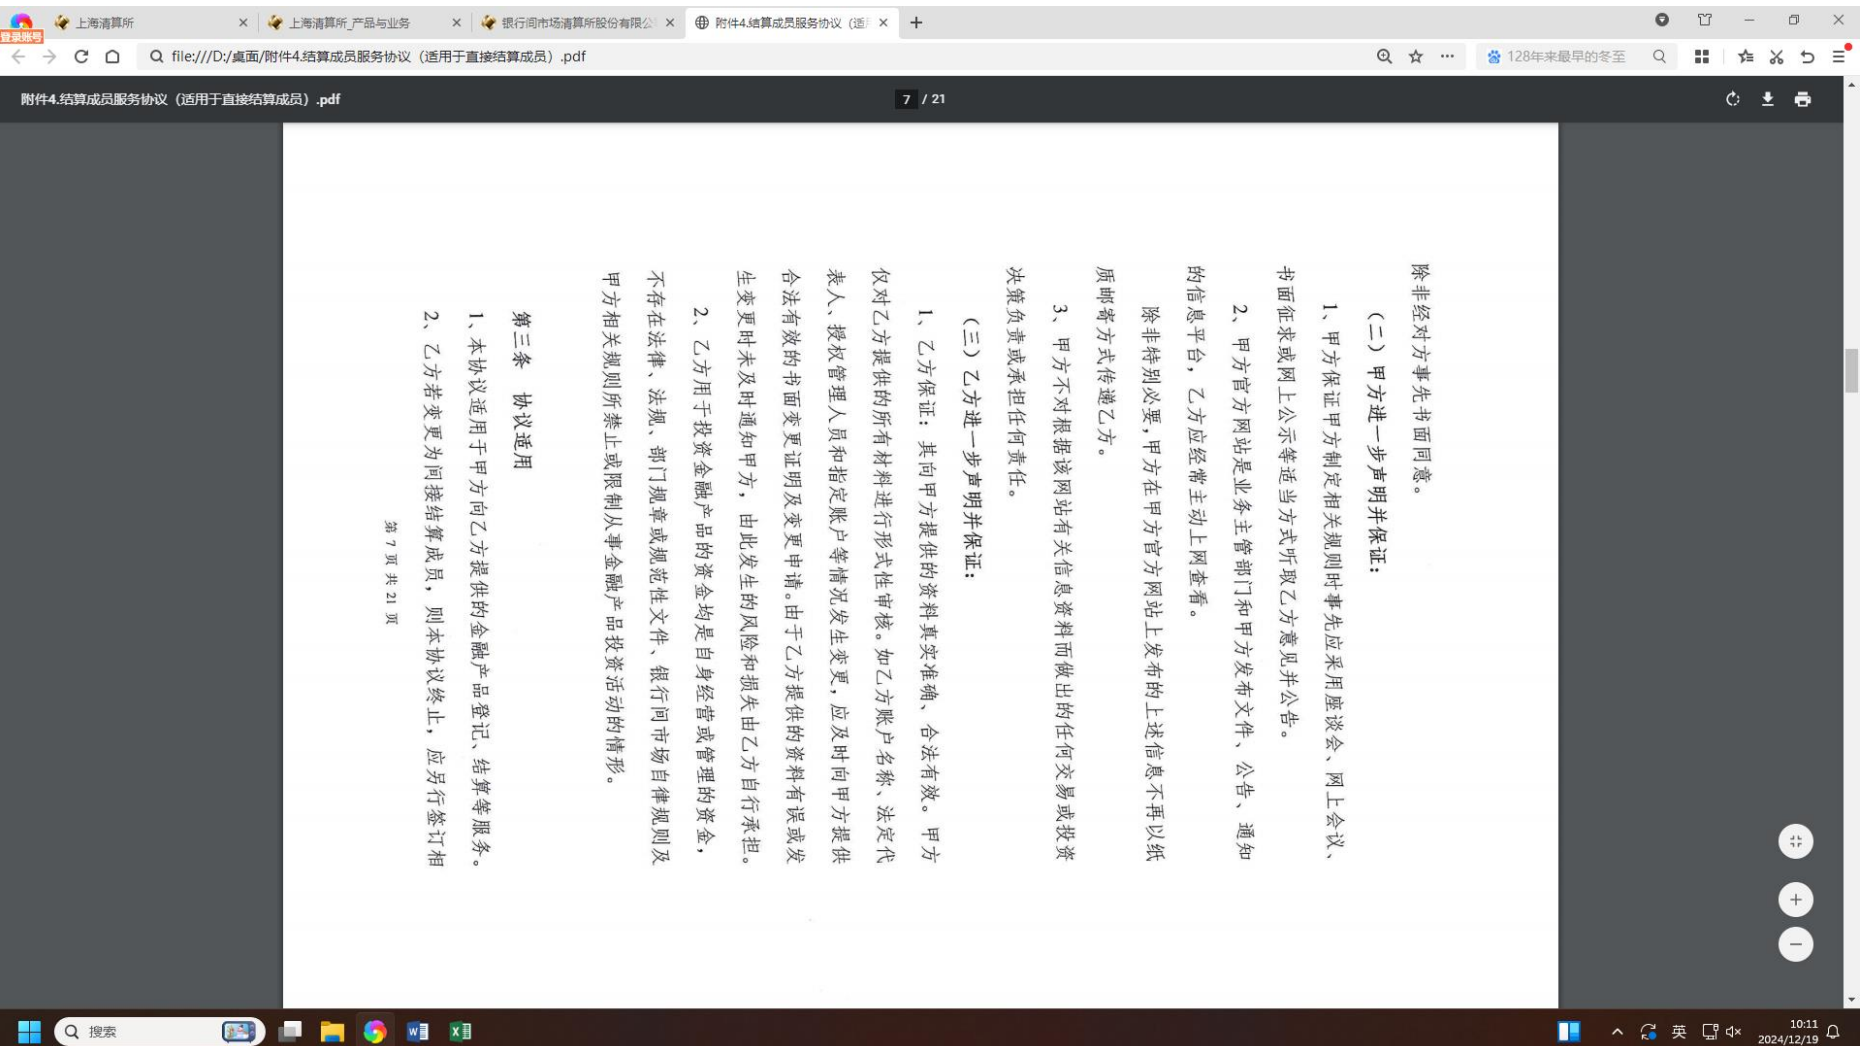 上海清算所
上海清算所_产品与业务
银行间市场清算所股份有限公
附件4.结算成员服务协议（适
登录账号
file:///D:/桌面/附件4.结算成员服务协议（适用于直接结算成员）.pdf
128年来最早的冬至
附件4.结算成员服务协议（适用于直接结算成员）.pdf
7 / 21
除非经对方事先书面同意。
（二）甲方进一步声明并保证：
1、甲方保证甲方制定相关规则时事先应采用座谈会、网上会议、
书面征求或网上公示等适当方式听取乙方意见并公告。
2、甲方官方网站是业务主管部门和甲方发布文件、公告、通知
的信息平台，乙方应经常主动上网查看。
除非特别必要，甲方在甲方官方网站上发布的上述信息不再以纸
质邮寄方式传递乙方。
3、甲方不对根据该网站有关信息资料而做出的任何交易或投资
决策负责或承担任何责任。
（三）乙方进一步声明并保证：
1、乙方保证：其向甲方提供的资料真实准确、合法有效。甲方
仅对乙方提供的所有材料进行形式性审核。如乙方账户名称、法定代
表人、授权管理人员和指定账户等情况发生变更，应及时向甲方提供
合法有效的书面变更证明及变更申请。由于乙方提供的资料有误或发
生变更时未及时通知甲方，由此发生的风险和损失由乙方自行承担。
2、乙方用于投资金融产品的资金均是自身经营或管理的资金，
不存在法律、法规、部门规章或规范性文件、银行间市场自律规则及
甲方相关规则所禁止或限制从事金融产品投资活动的情形。
第三条 协议适用
1、本协议适用于甲方向乙方提供的金融产品登记、结算等服务。
2、乙方若变更为间接结算成员，则本协议终止，应另行签订相
第 7 页 共 21 页
搜索
英
10:11
2024/12/19